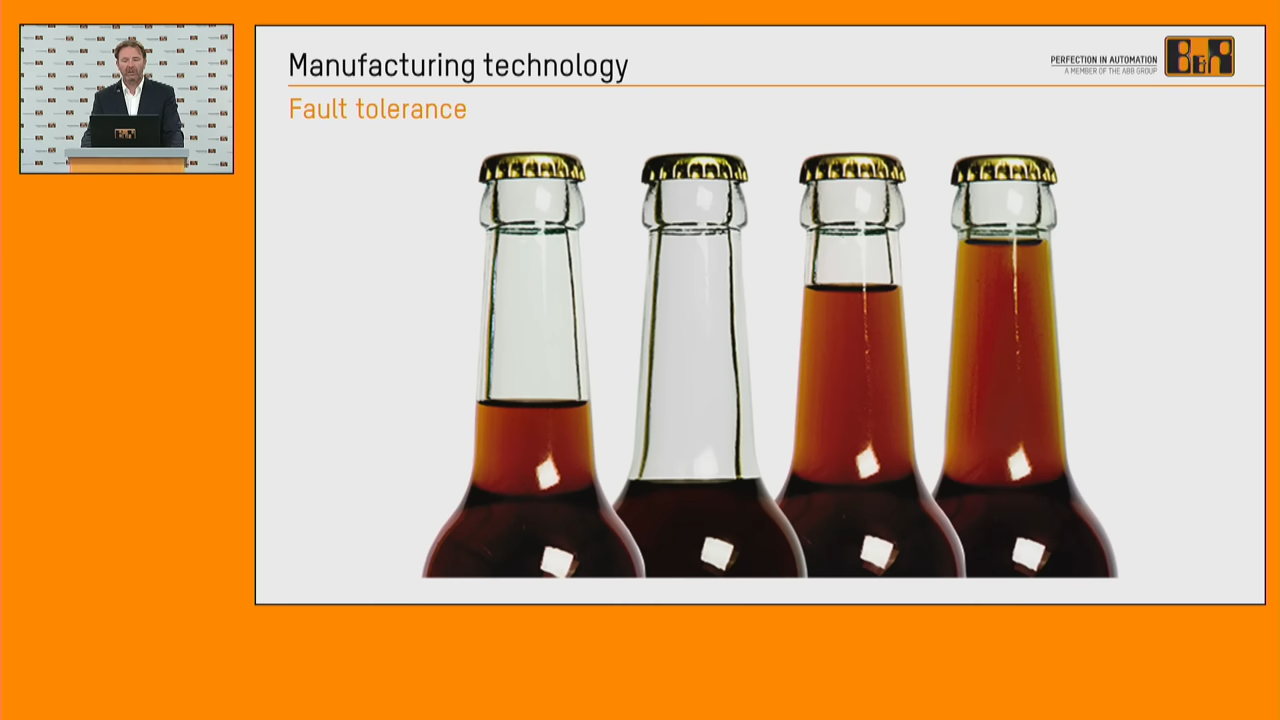 Manufacturing technology
PERFECTION IN AUTOMATION
A MEMBER OF THE ABB GROUP
B&R
Fault tolerance
B&R